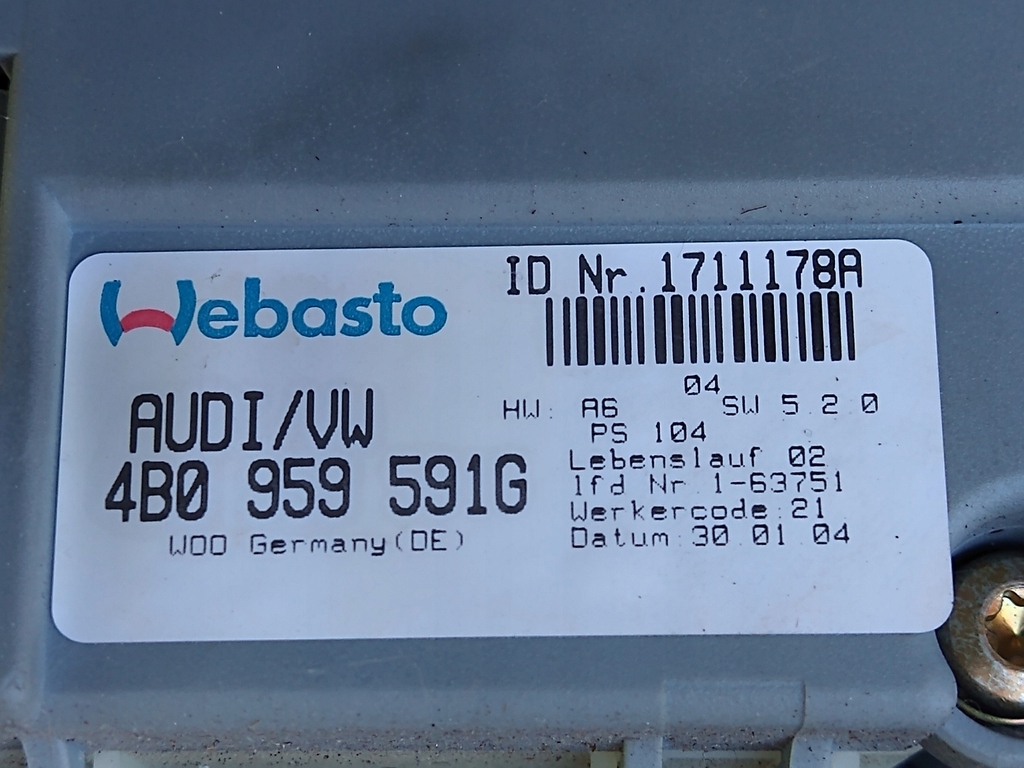 Webasto
ID Nr.1711178A
04
HW: A6 SW 5.2.0
PS 104
AUDI/VW
4B0 959 591G
WOO Germany(DE)
Lebenslauf 02
lfd Nr.1-63751
Werkercode:21
Datum:30.01.04